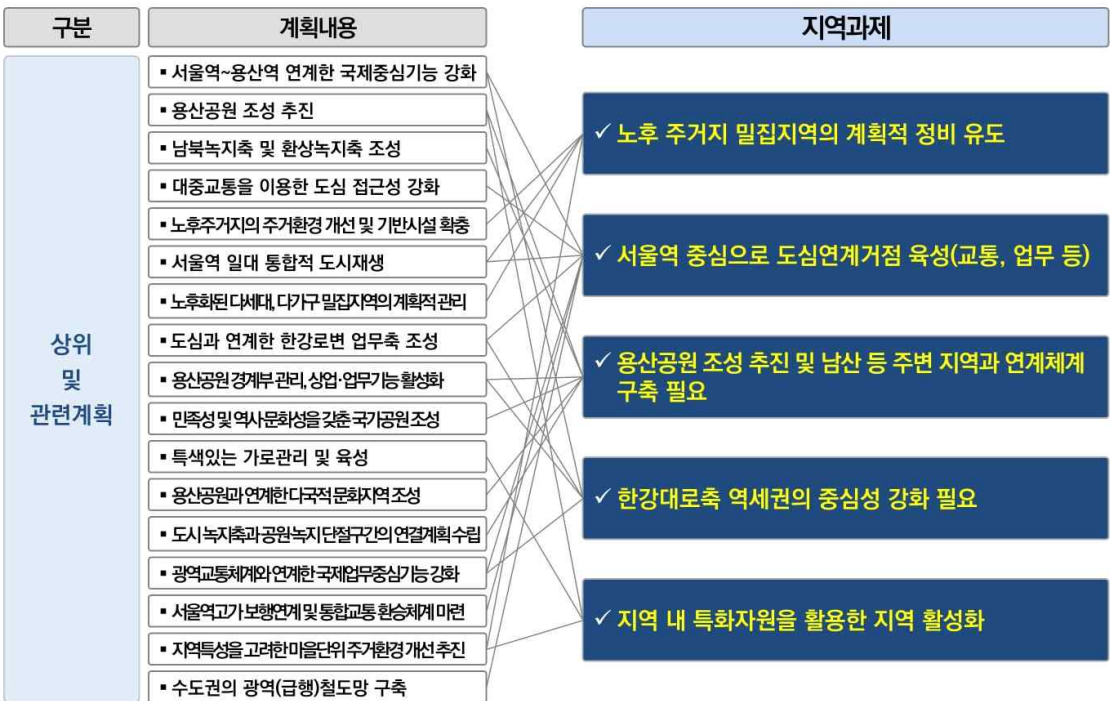 구분
계획내용
지역과제
상위
및
관련계획
▪ 서울역~용산역 연계한 국제중심기능 강화
▪ 용산공원 조성 추진
▪ 남북녹지축 및 환상녹지축 조성
▪ 대중교통을 이용한 도심 접근성 강화
▪ 노후주거지의 주거환경 개선 및 기반시설 확충
▪ 서울역 일대 통합적 도시재생
▪ 노후화된 다세대, 다가구 밀집지역의 계획적 관리
▪ 도심과 연계한 한강로변 업무축 조성
▪ 용산공원 경계부 관리, 상업·업무기능 활성화
▪ 민족성 및 역사·문화성을 갖춘 국가공원 조성
▪ 특색있는 가로관리 및 육성
▪ 용산공원과 연계한 다국적 문화지역 조성
▪ 도시 녹지축과 공원·녹지 단절구간의 연결계획 수립
▪ 광역교통체계와 연계한 국제업무중심기능 강화
▪ 서울역고가 보행연계 및 통합교통 환승체계 마련
▪ 지역특성을 고려한 마을단위 주거환경 개선 추진
▪ 수도권의 광역(급행)철도망 구축
✓ 노후 주거지 밀집지역의 계획적 정비 유도
✓ 서울역 중심으로 도심연계거점 육성(교통, 업무 등)
✓ 용산공원 조성 추진 및 남산 등 주변 지역과 연계체계
구축 필요
✓ 한강대로축 역세권의 중심성 강화 필요
✓ 지역 내 특화자원을 활용한 지역 활성화